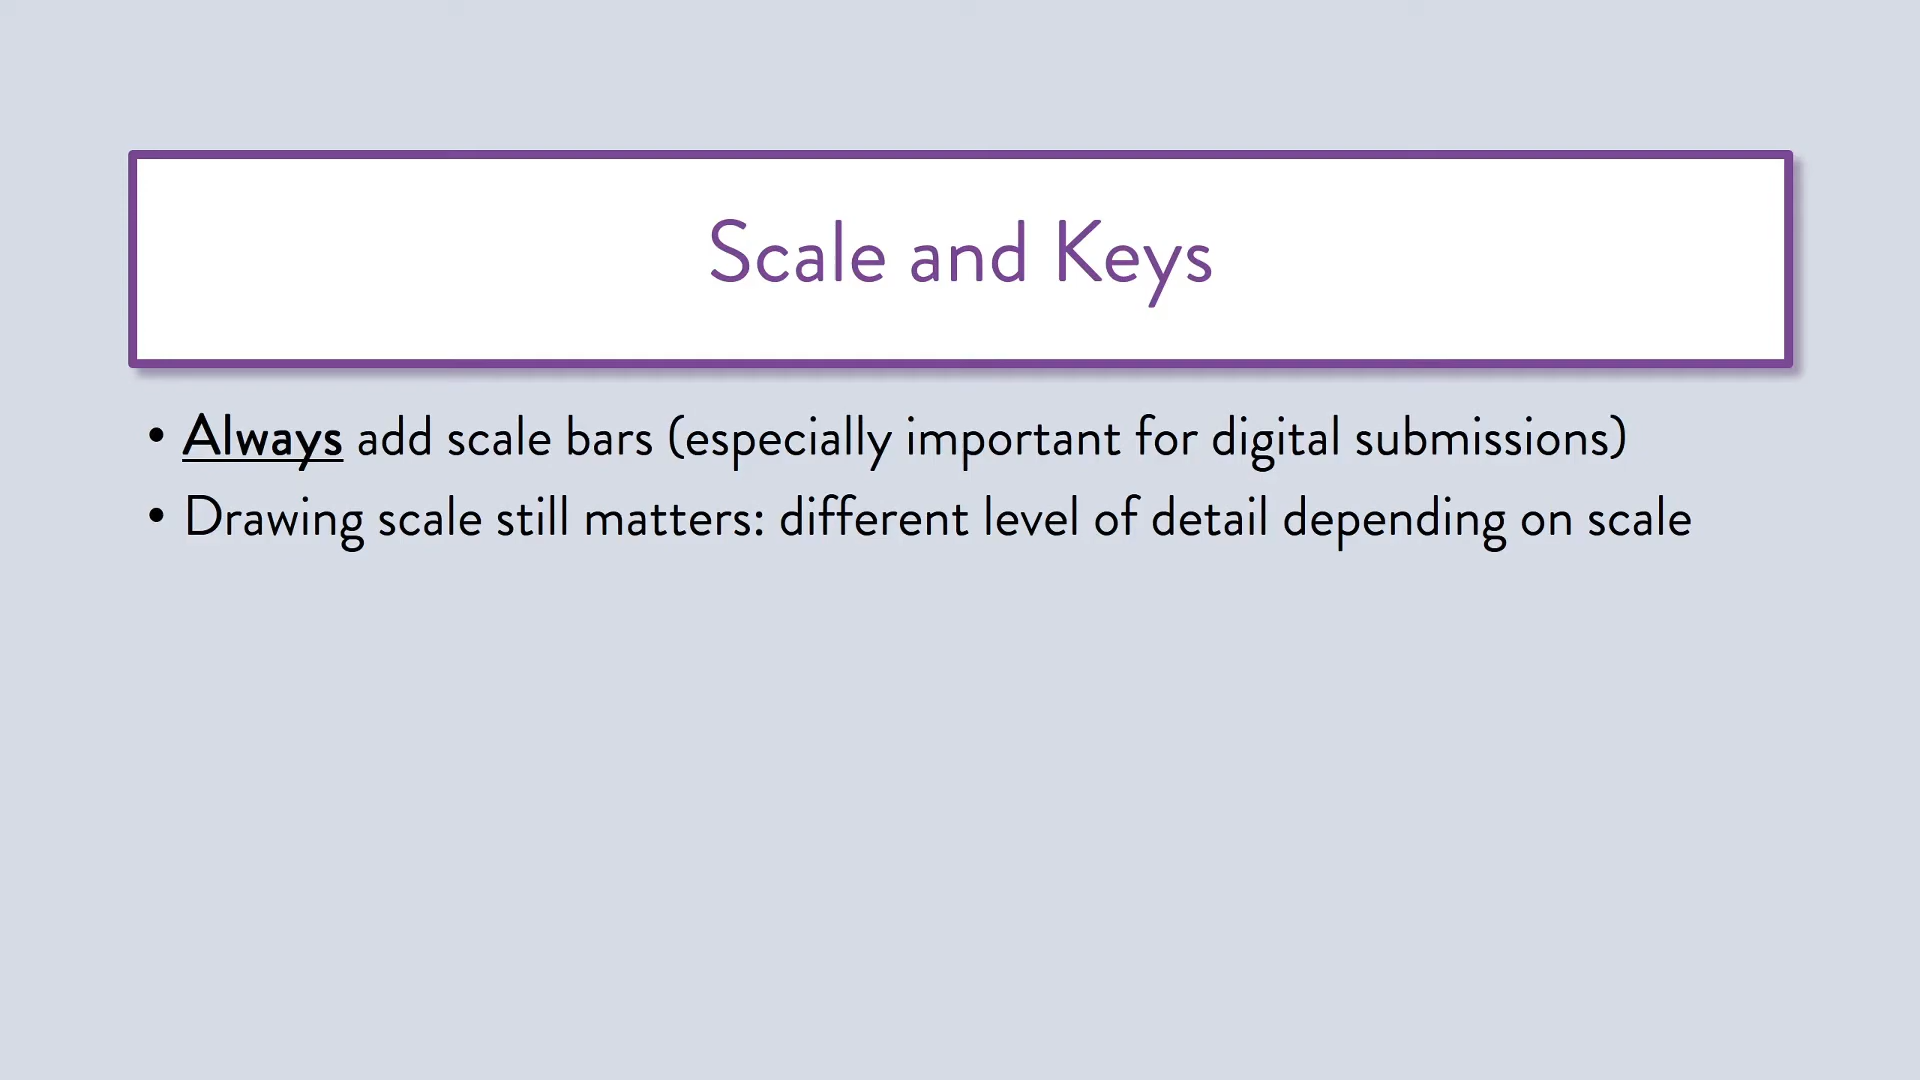 Scale and Keys
• Always add scale bars (especially important for digital submissions)
• Drawing scale still matters: different level of detail depending on scale